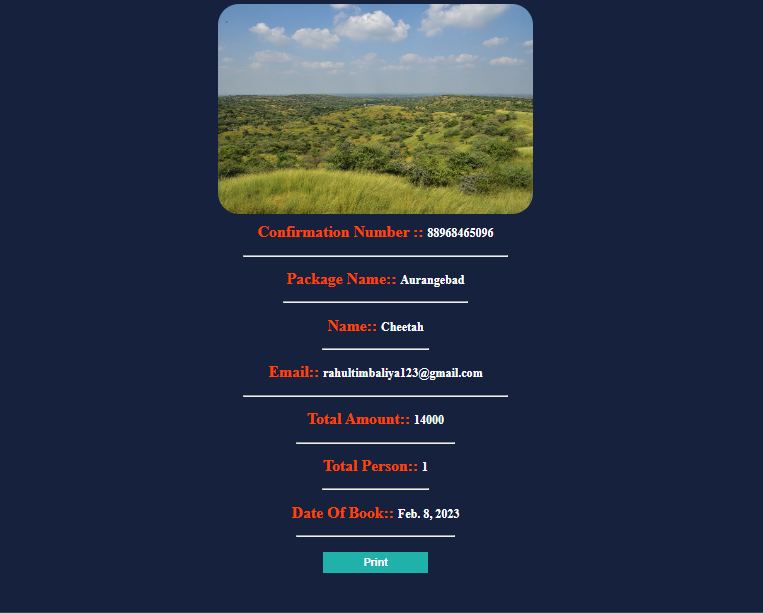 Confirmation Number :: 88968465096
Package Name:: Aurangebad
Name:: Cheetah
Email:: rahultimbaliya123@gmail.com
Total Amount:: 14000
Total Person:: 1
Date Of Book:: Feb. 8, 2023
Print